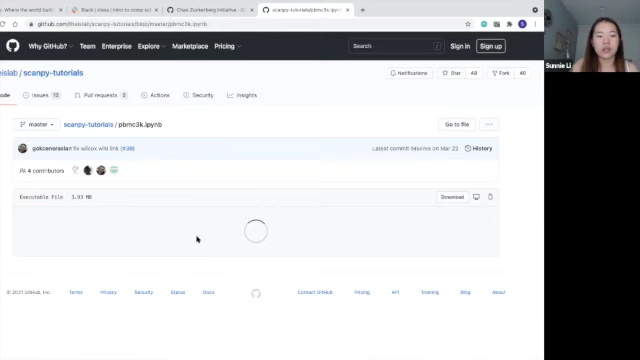 Where the world buil
Slack | class | Intro to comp sci
Chan Zuckerberg Initiative
scanpy-tutorials/pbmc3k.ipynb
github.com/theislab/scanpy-tutorials/blob/master/pbmc3k.ipynb
Why GitHub? Team Enterprise Explore Marketplace Pricing
Search
Sign in Sign up
Sunnie Li
eislab / scanpy-tutorials
Notifications Star 48 Fork 40
ode Issues 12 Pull requests 2 Actions Security Insights
master scanpy-tutorials / pbmc3k.ipynb Go to file ...
gokceneraslan fix wilcox wiki link Latest commit on Mar 22 History
4 contributors
Executable File 3.93 MB Download
© 2021 GitHub, Inc. Terms Privacy Security Status Docs Contact GitHub Pricing API Training Blog About